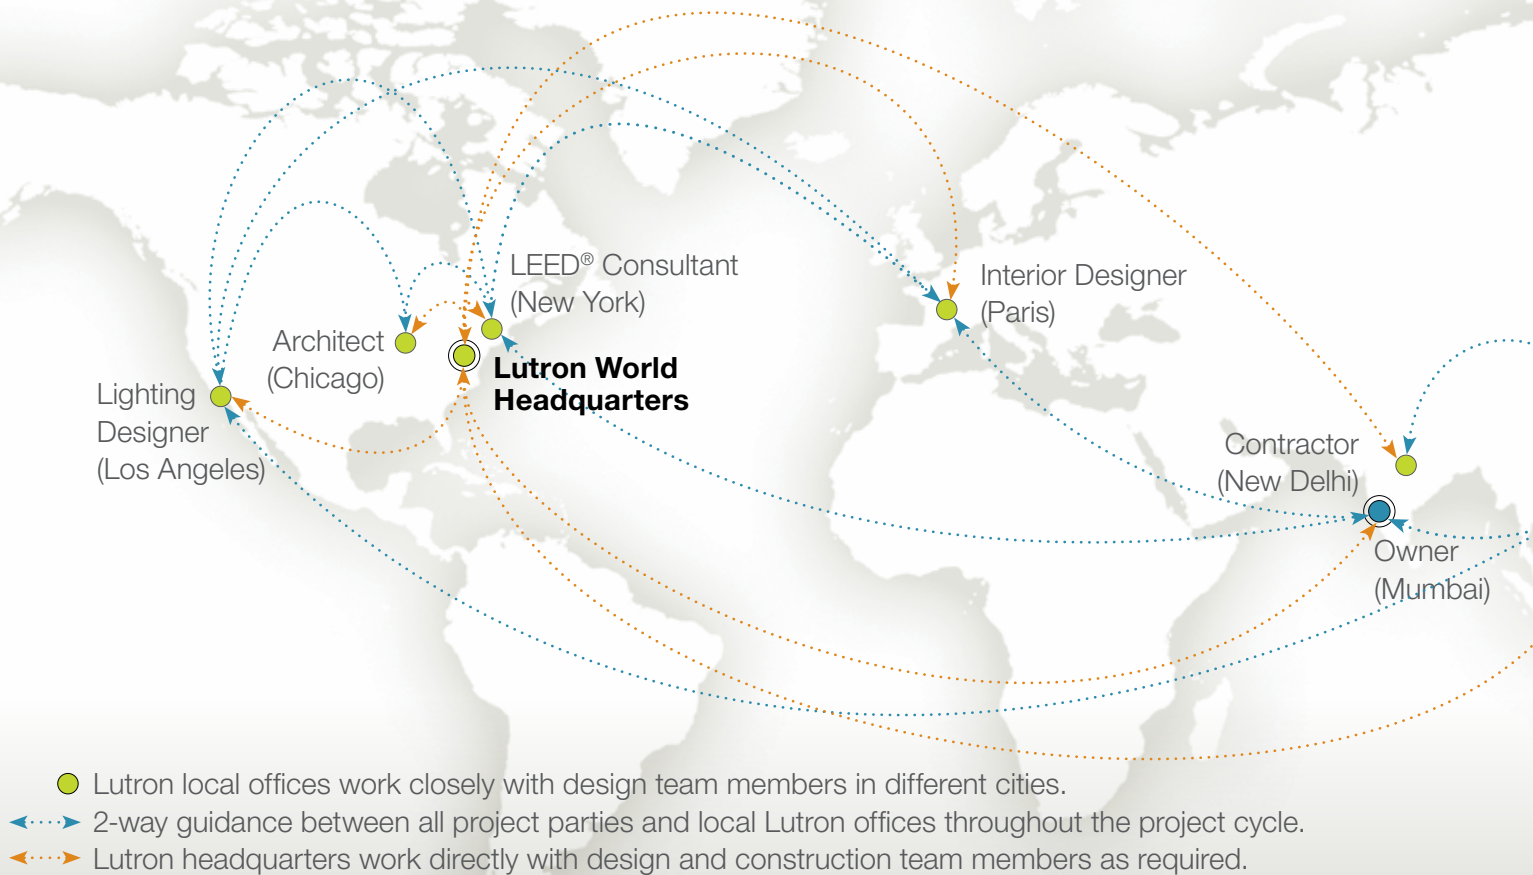 LEED® Consultant
(New York)
Interior Designer
(Paris)
Architect
(Chicago)
Lutron World
Headquarters
Lighting
Designer
(Los Angeles)
Contractor
(New Delhi)
Owner
(Mumbai)
Lutron local offices work closely with design team members in different cities.
2-way guidance between all project parties and local Lutron offices throughout the project cycle.
Lutron headquarters work directly with design and construction team members as required.